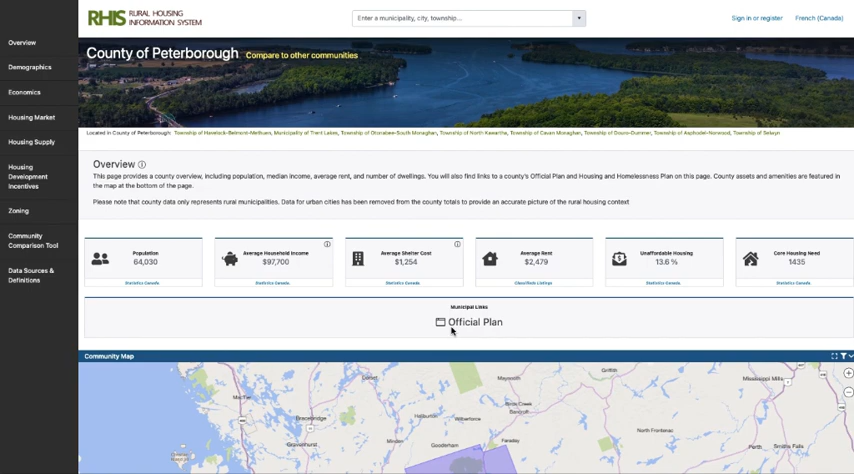 RHIS RURAL HOUSING
INFORMATION SYSTEM
Enter a municipality, city, township...
Sign in or register
French (Canada)
Overview
Demographics
Economics
Housing Market
Housing Supply
Housing
Development
Incentives
Zoning
Community
Comparison Tool
Data Sources &
Definitions
County of Peterborough Compare to other communities
Located in County of Peterborough: Township of Havelock-Belmont-Methuen, Municipality of Trent Lakes, Township of Otonabee-South Monaghan, Township of North Kawartha, Township of Cavan Monaghan, Township of Douro-Dummer, Township of Asphodel-Norwood, Township of Selwyn
Overview
This page provides a county overview, including population, median income, average rent, and number of dwellings. You will also find links to a county's Official Plan and Housing and Homelessness Plan on this page. County assets and amenities are featured in
the map at the bottom of the page.
Please note that county data only represents rural municipalities. Data for urban cities has been removed from the county totals to provide an accurate picture of the rural housing context
Population
64,030
Statistics Canada
Average Household Income
$97,700
Statistics Canada
Average Shelter Cost
$1,254
Statistics Canada
Average Rent
$2,479
Classifieds Listings
Unaffordable Housing
13.6 %
Statistics Canada
Core Housing Need
1435
Statistics Canada
Municipal Links
Official Plan
Community Map
Dorset
Maynooth
Griffith
Mississippi Mills
MacTier
Bracebridge
Haliburton
Wilberforce
Birds Creek
Bancroft
North Frontenac
Gravenhurst
Minden
Gooderham
Faraday
Perth
Smiths Falls